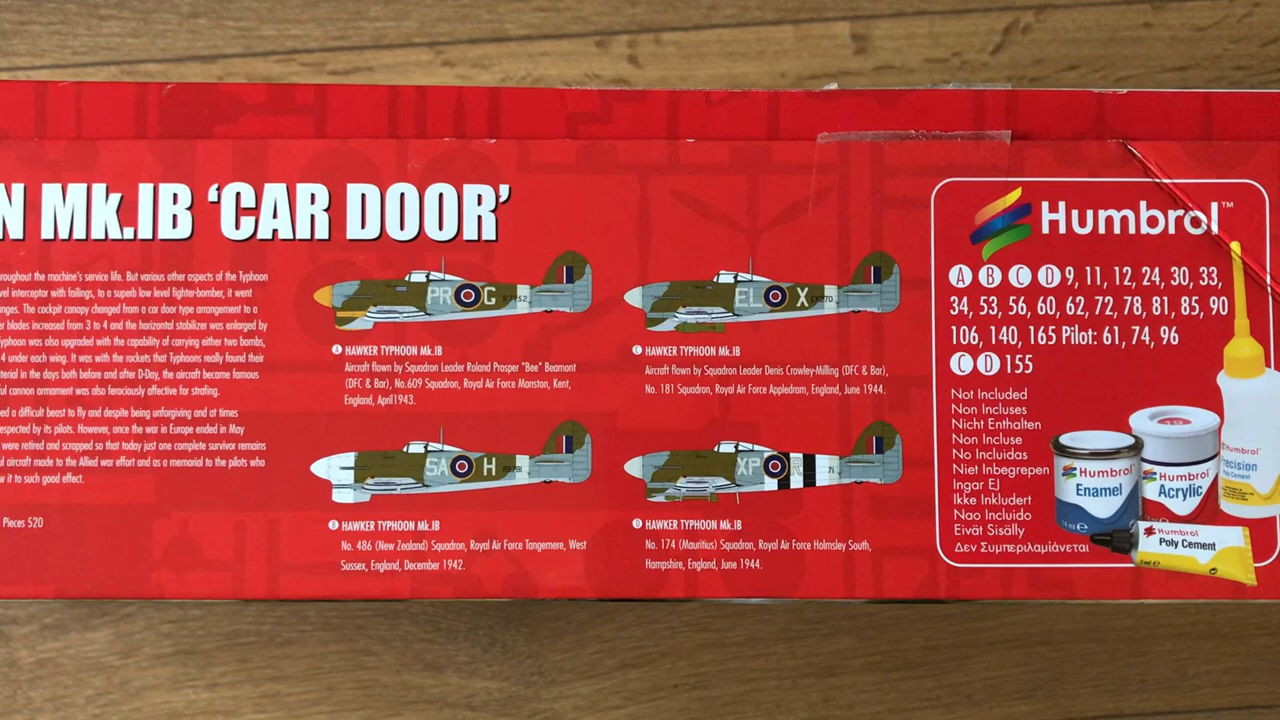 N Mk.IB ‘CAR DOOR’
roughout the machine's service life. But various other aspects of the Typhoon
vel interceptor with failings, to a superb low level fighter-bomber, it went
nges. The cockpit canopy changed from a car door type arrangement to a
er blades increased from 3 to 4 and the horizontal stabilizer was enlarged by
Typhoon was also upgraded with the capability of carrying either two bombs,
4 under each wing. It was with the rockets that Typhoons really found their
terial in the days both before and after D-Day, the aircraft became famous
ful cannon armament was also ferociously affective for strafing.
ed a difficult beast to fly and despite being unforgiving and at times
respected by its pilots. However, once the war in Europe ended in May
were retired and scrapped so that today just one complete survivor remains
ul aircraft made to the Allied war effort and as a memorial to the pilots who
w it to such good effect.
Pieces 520
PR G
A HAWKER TYPHOON Mk.IB
Aircraft flown by Squadron Leader Roland Prosper "Bee" Beamont
(DFC & Bar), No.609 Squadron, Royal Air Force Manston, Kent,
England, April1943.
SA H
B HAWKER TYPHOON Mk.IB
No. 486 (New Zealand) Squadron, Royal Air Force Tangemere, West
Sussex, England, December 1942.
EL X
C HAWKER TYPHOON Mk.IB
Aircraft flown by Squadron Leader Denis Crowley-Milling (DFC & Bar),
No. 181 Squadron, Royal Air Force Appledram, England, June 1944.
XP R
D HAWKER TYPHOON Mk.IB
No. 174 (Mauritius) Squadron, Royal Air Force Holmsley South,
Hampshire, England, June 1944.
Humbrol™
A B C D 9, 11, 12, 24, 30, 33,
34, 53, 56, 60, 62, 72, 78, 81, 85, 90
106, 140, 165 Pilot: 61, 74, 96
C D 155
Not Included
Non Incluses
Nicht Enthalten
Non Incluse
No Incluidas
Niet Inbegrepen
Ingar EJ
Ikke Inkludert
Nao Incluido
Eivät Sisälly
Δεν Συμπεριλαμιάνεται
Humbrol
Enamel
14 ml e
Humbrol
Acrylic
Humbrol
Precision
Poly Cement
Humbrol
Poly Cement